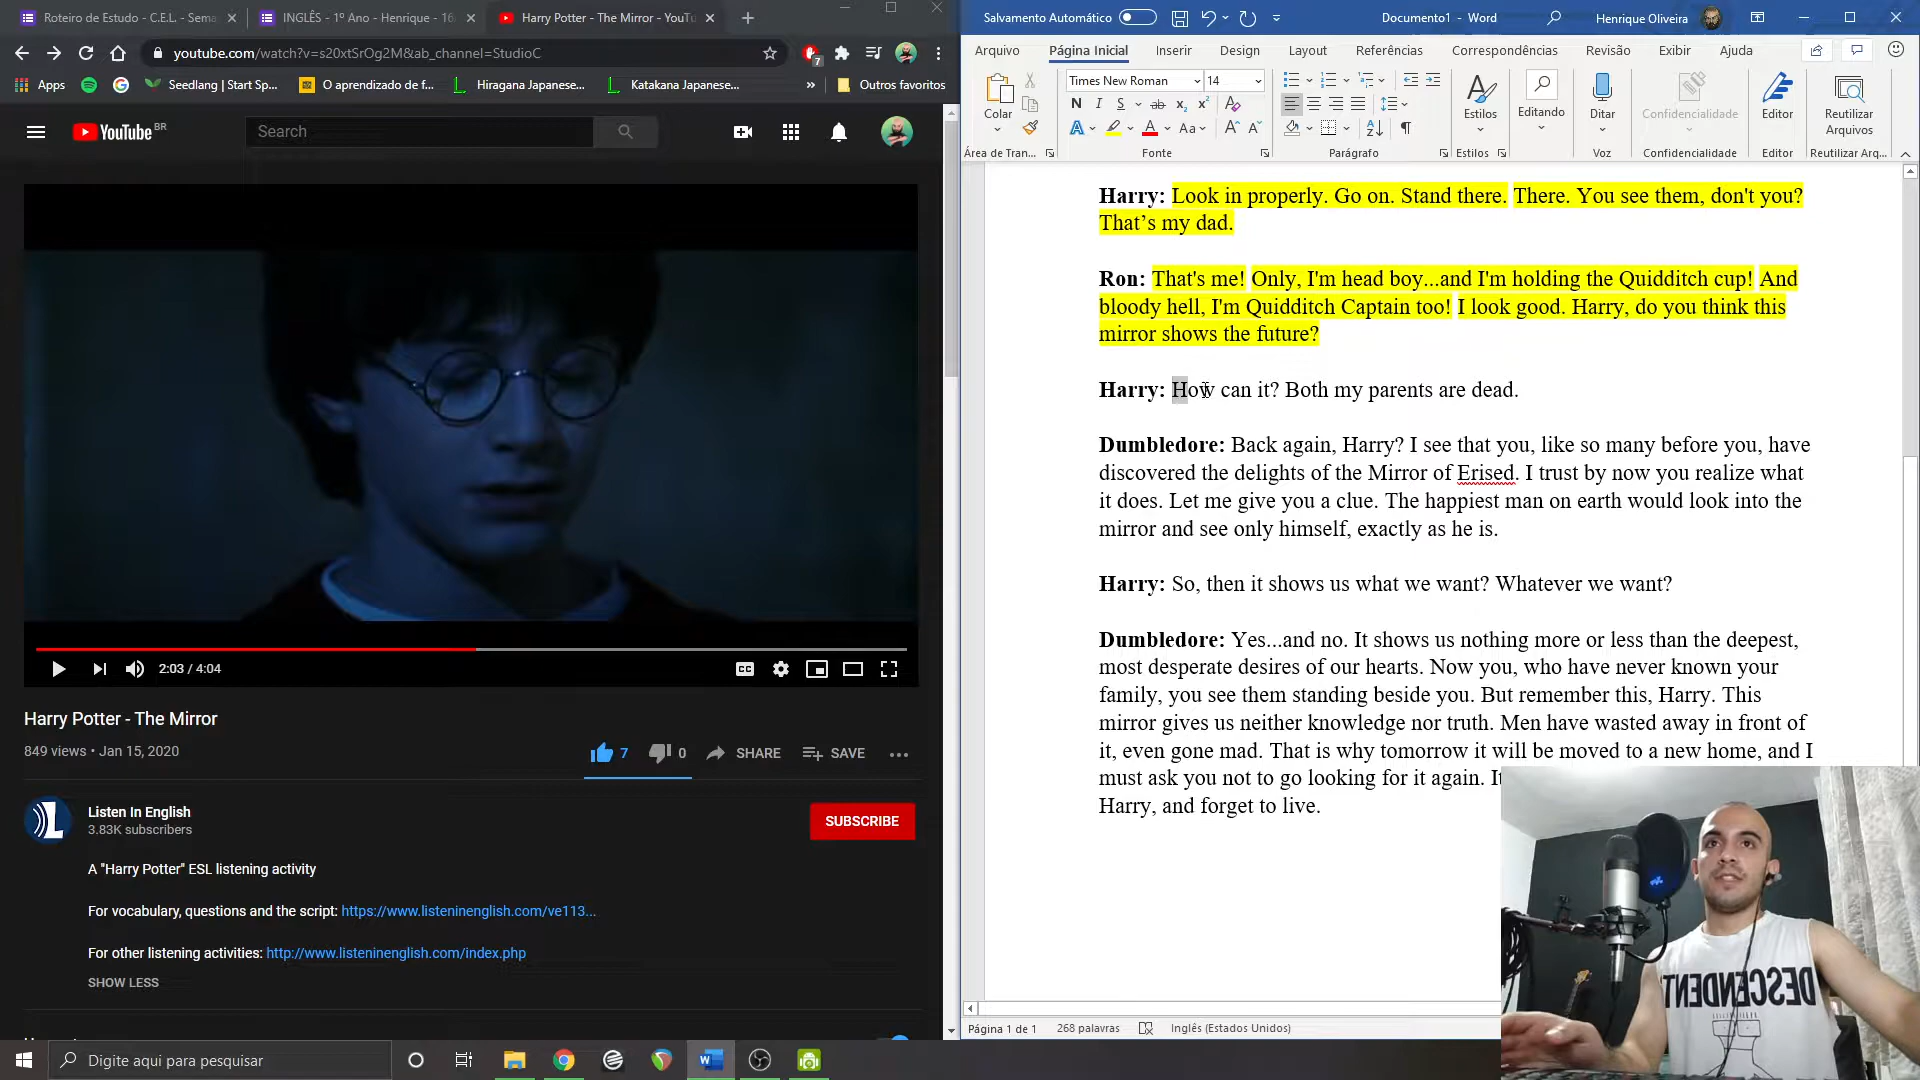 Roteiro de Estudo - C.E.L. - Sema
INGLÊS - 1º Ano - Henrique - 16
Harry Potter - The Mirror - YouTu
youtube.com/watch?v=s20xtSrOg2M&ab_channel=StudioC
7
Apps
Seedlang | Start Sp...
O aprendizado de f...
Hiragana Japanese...
Katakana Japanese...
»
Outros favoritos
YouTube BR
Search
2:03 / 4:04
CC
Harry Potter - The Mirror
849 views • Jan 15, 2020
7
0
SHARE
SAVE
Listen In English
3.83K subscribers
SUBSCRIBE
A "Harry Potter" ESL listening activity
For vocabulary, questions and the script: https://www.listeninenglish.com/ve113...
For other listening activities: http://www.listeninenglish.com/index.php
SHOW LESS
Digite aqui para pesquisar
Salvamento Automático
Documento1 - Word
Henrique Oliveira
Arquivo
Página Inicial
Inserir
Design
Layout
Referências
Correspondências
Revisão
Exibir
Ajuda
Times New Roman
14
Colar
N I S ab x₂ x²
Estilos
Editando
Ditar
Confidencialidade
Editor
Reutilizar
Arquivos
Área de Tran...
Fonte
Parágrafo
Estilos
Voz
Confidencialidade
Editor
Reutilizar Arq...
Harry: Look in properly. Go on. Stand there. There. You see them, don't you?
That’s my dad.
Ron: That's me! Only, I'm head boy...and I'm holding the Quidditch cup! And
bloody hell, I'm Quidditch Captain too! I look good. Harry, do you think this
mirror shows the future?
Harry: How can it? Both my parents are dead.
Dumbledore: Back again, Harry? I see that you, like so many before you, have
discovered the delights of the Mirror of Erised. I trust by now you realize what
it does. Let me give you a clue. The happiest man on earth would look into the
mirror and see only himself, exactly as he is.
Harry: So, then it shows us what we want? Whatever we want?
Dumbledore: Yes...and no. It shows us nothing more or less than the deepest,
most desperate desires of our hearts. Now you, who have never known your
family, you see them standing beside you. But remember this, Harry. This
mirror gives us neither knowledge nor truth. Men have wasted away in front of
it, even gone mad. That is why tomorrow it will be moved to a new home, and I
must ask you not to go looking for it again. It
Harry, and forget to live.
Página 1 de 1
268 palavras
Inglês (Estados Unidos)
DESCENDENT